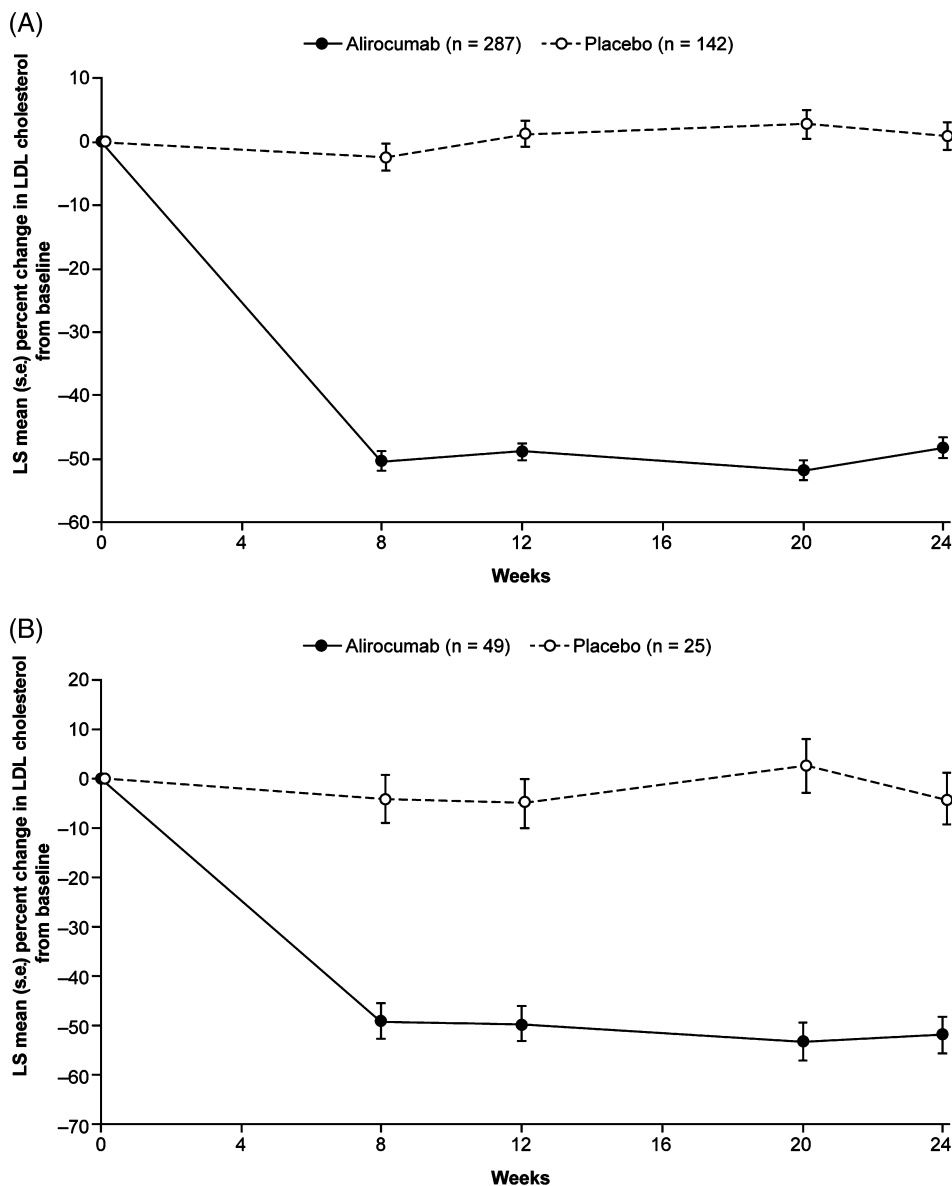 (A)
Alirocumab (n = 287) Placebo (n = 142)
LS mean (s.e.) percent change in LDL cholesterol
from baseline
10
0
–10
–20
–30
–40
–50
–60
0 4 8 12 16 20 24
Weeks
(B)
Alirocumab (n = 49) Placebo (n = 25)
LS mean (s.e.) percent change in LDL cholesterol
from baseline
20
10
0
–10
–20
–30
–40
–50
–60
–70
0 4 8 12 16 20 24
Weeks